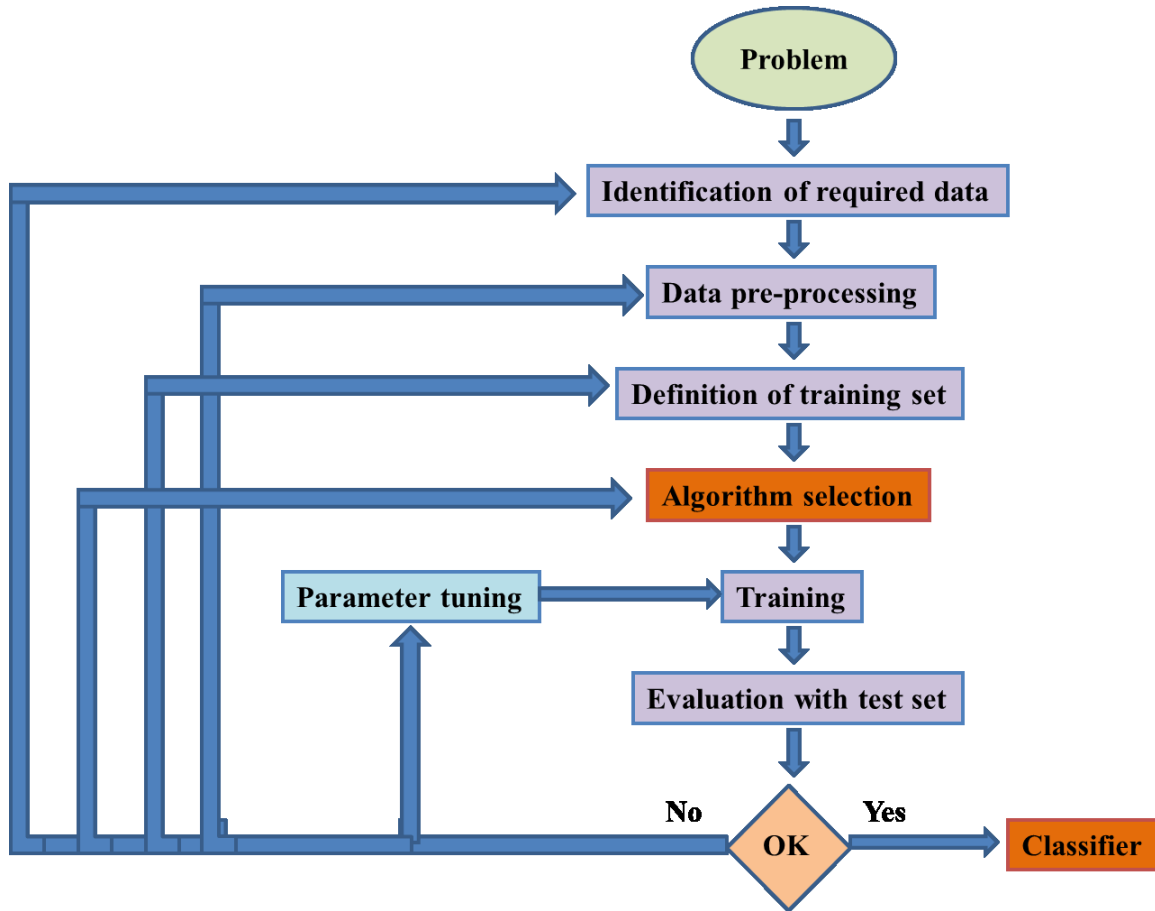 Problem
Identification of required data
Data pre-processing
Definition of training set
Algorithm selection
Parameter tuning
Training
Evaluation with test set
No
Yes
OK
Classifier